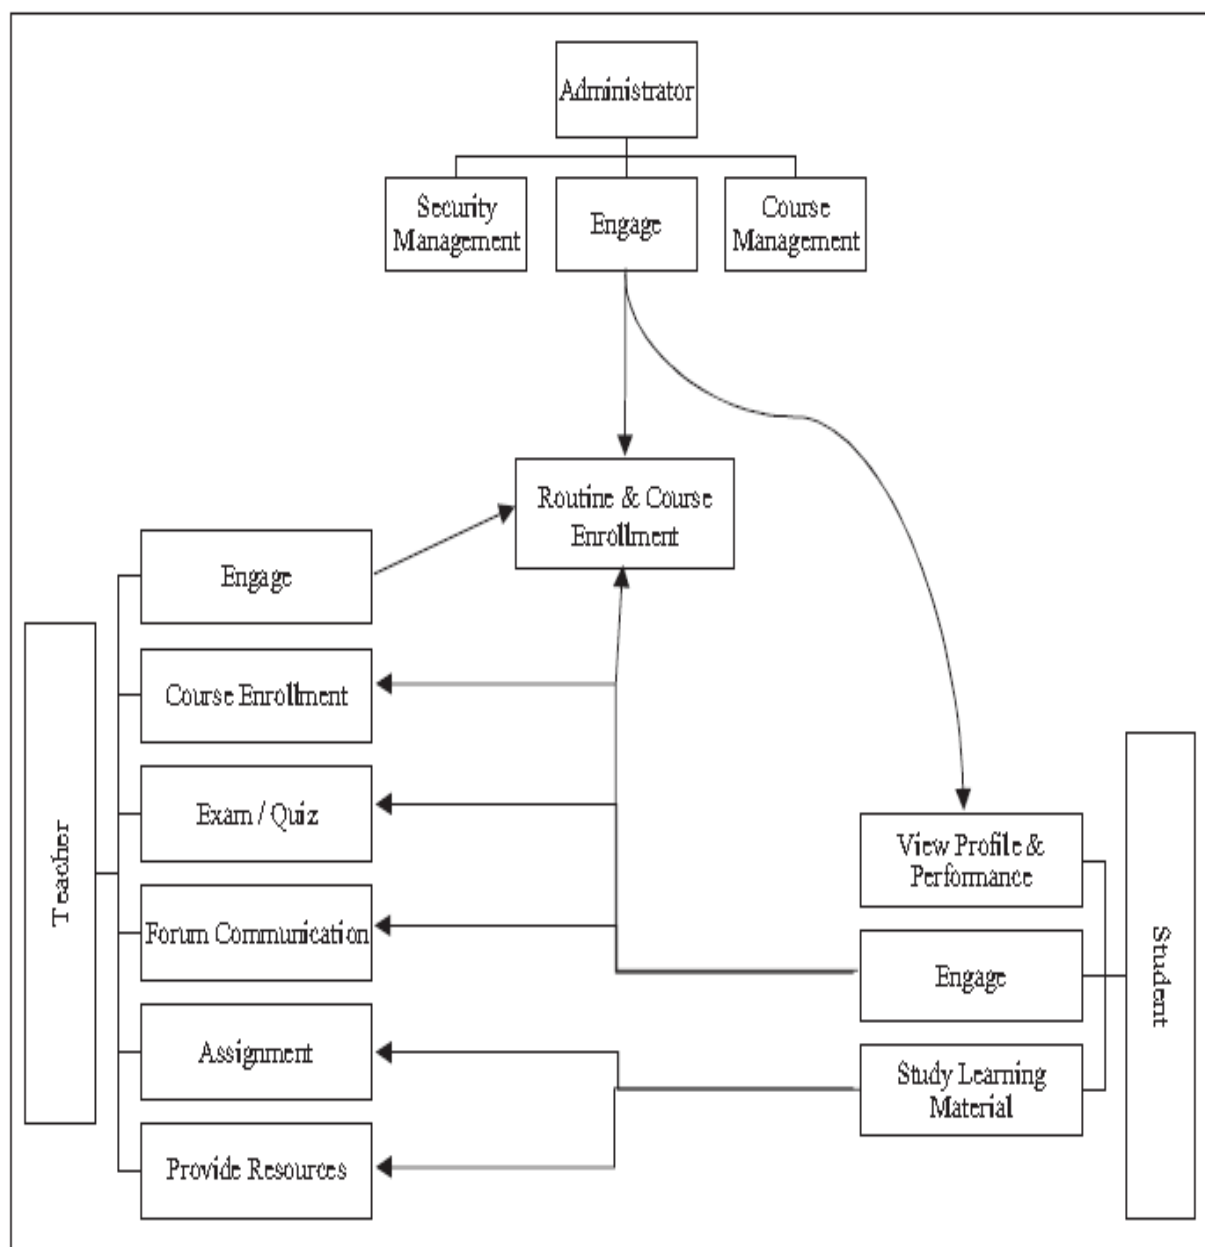 Administrator
Security
Management
Engage
Course
Management
Routine & Course
Enrollment
Engage
Course Enrollment
Exam / Quiz
Forum Communication
Assignment
Provide Resources
Teacher
View Profile &
Performance
Engage
Study Learning
Material
Student